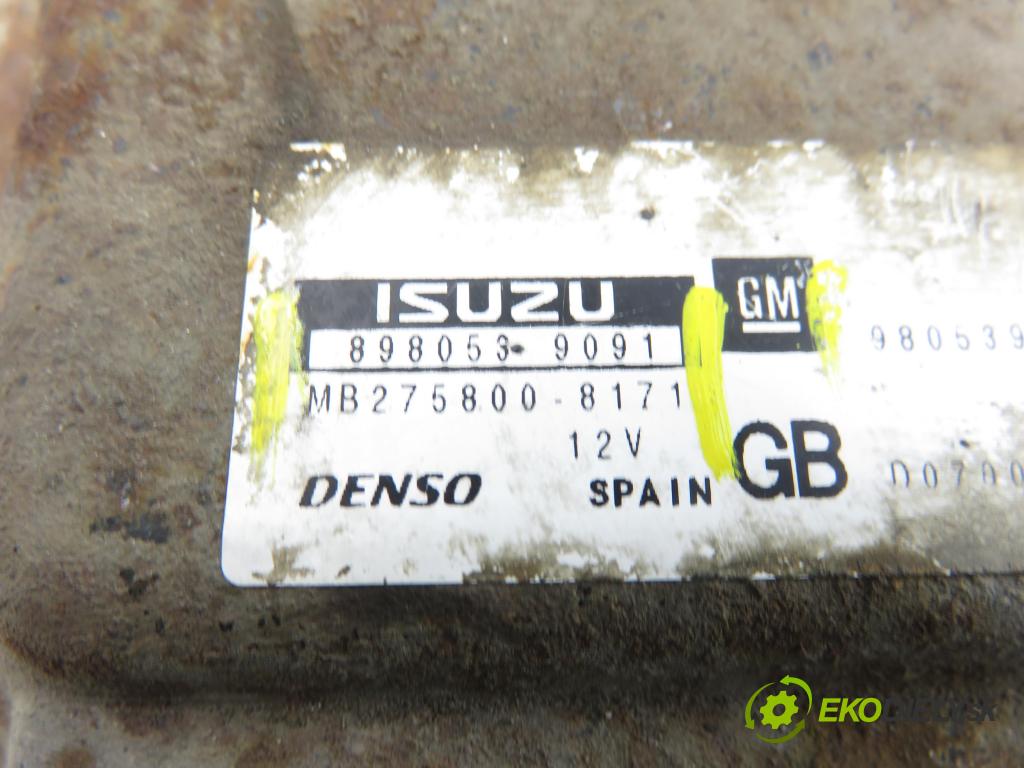 ISUZU
GM
898053-9091
980539
MB275800-8171
12V
GB
DENSO
SPAIN
D0700
EKO